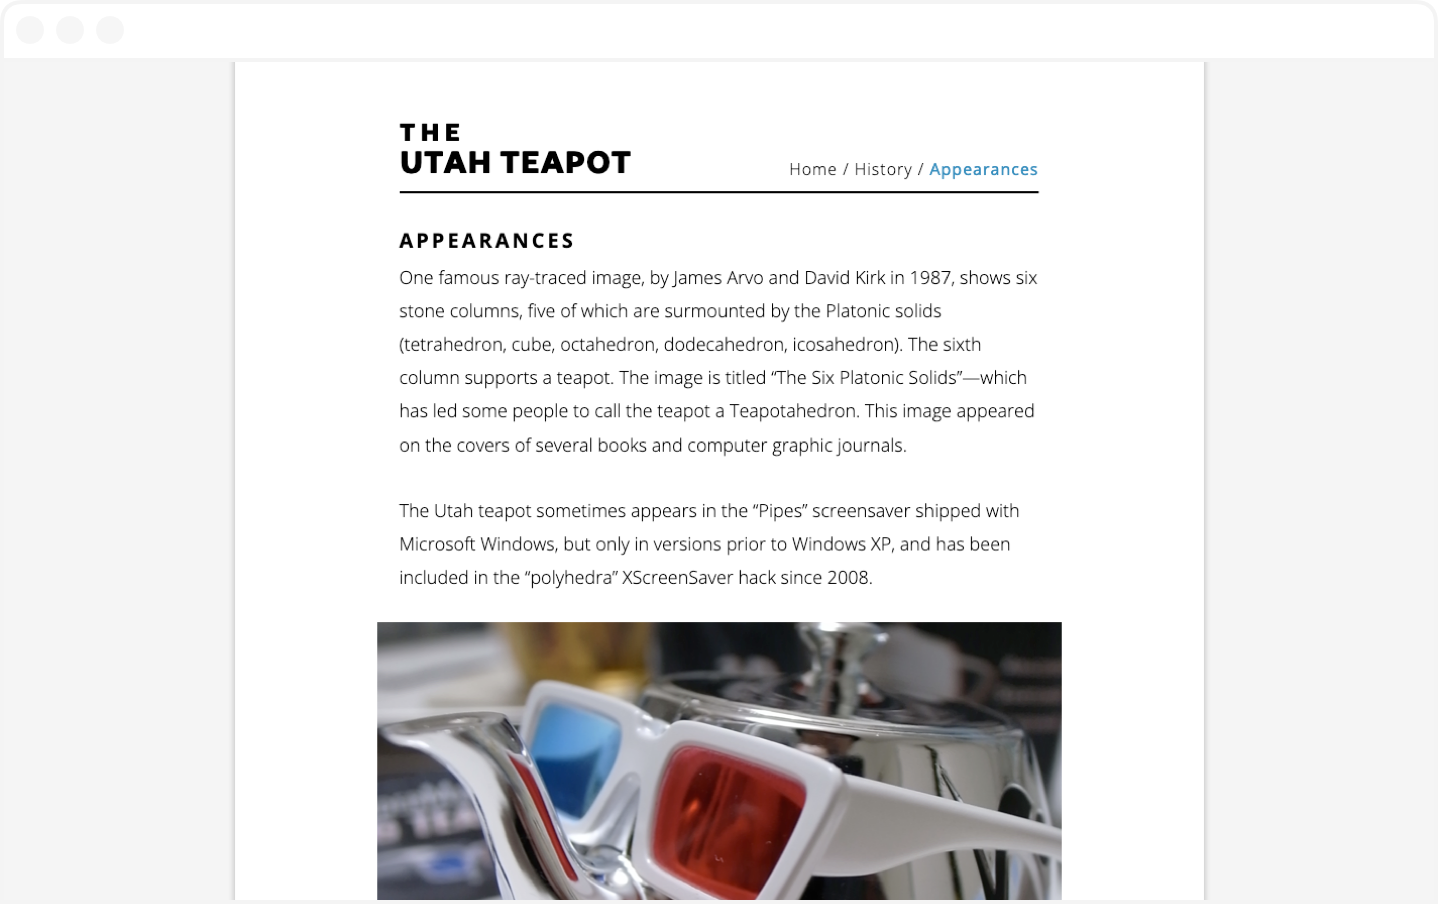 THE
UTAH TEAPOT
Home / History / Appearances
APPEARANCES
One famous ray-traced image, by James Arvo and David Kirk in 1987, shows six
stone columns, five of which are surmounted by the Platonic solids
(tetrahedron, cube, octahedron, dodecahedron, icosahedron). The sixth
column supports a teapot. The image is titled “The Six Platonic Solids”—which
has led some people to call the teapot a Teapotahedron. This image appeared
on the covers of several books and computer graphic journals.
The Utah teapot sometimes appears in the “Pipes” screensaver shipped with
Microsoft Windows, but only in versions prior to Windows XP, and has been
included in the “polyhedra” XScreenSaver hack since 2008.